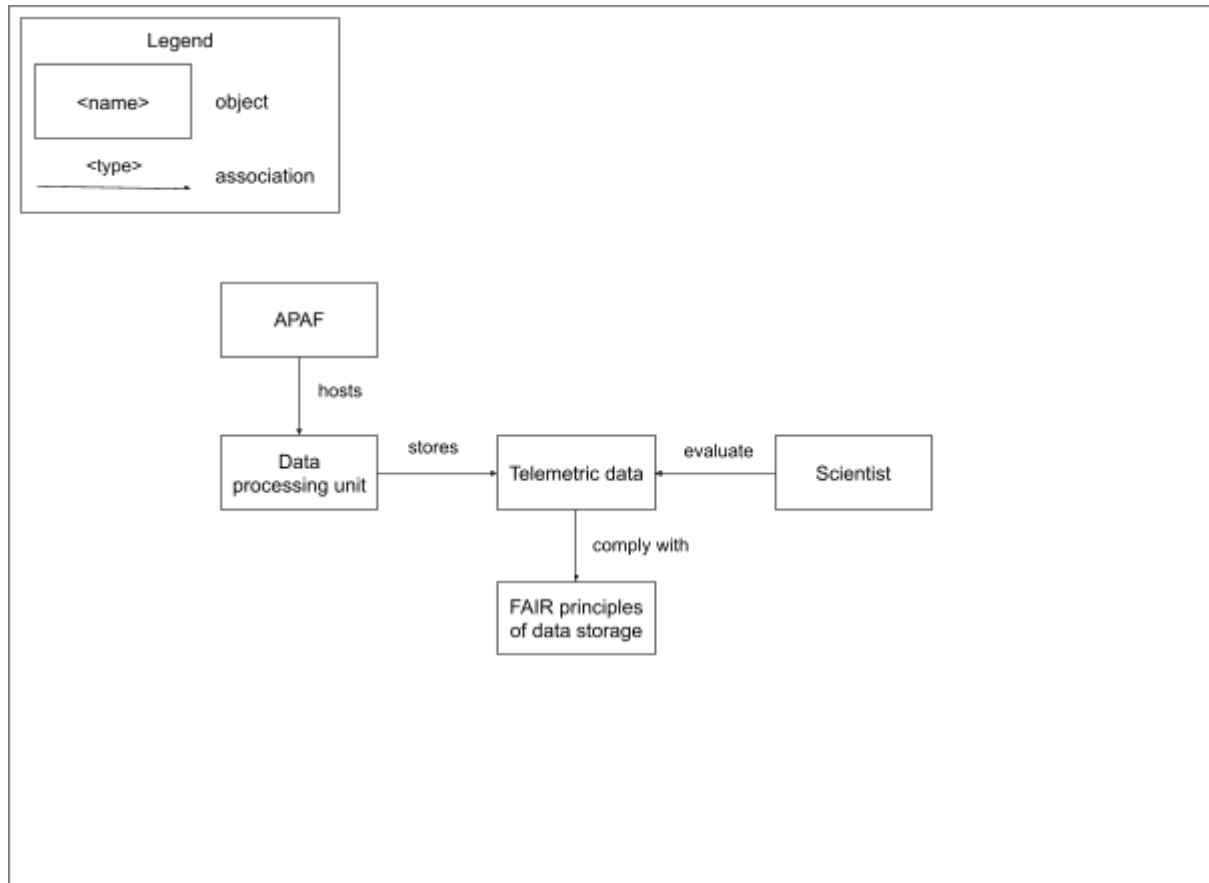 Legend
<name>
object
<type>
association
APAF
hosts
Data
processing unit
stores
Telemetric data
evaluate
Scientist
comply with
FAIR principles
of data storage